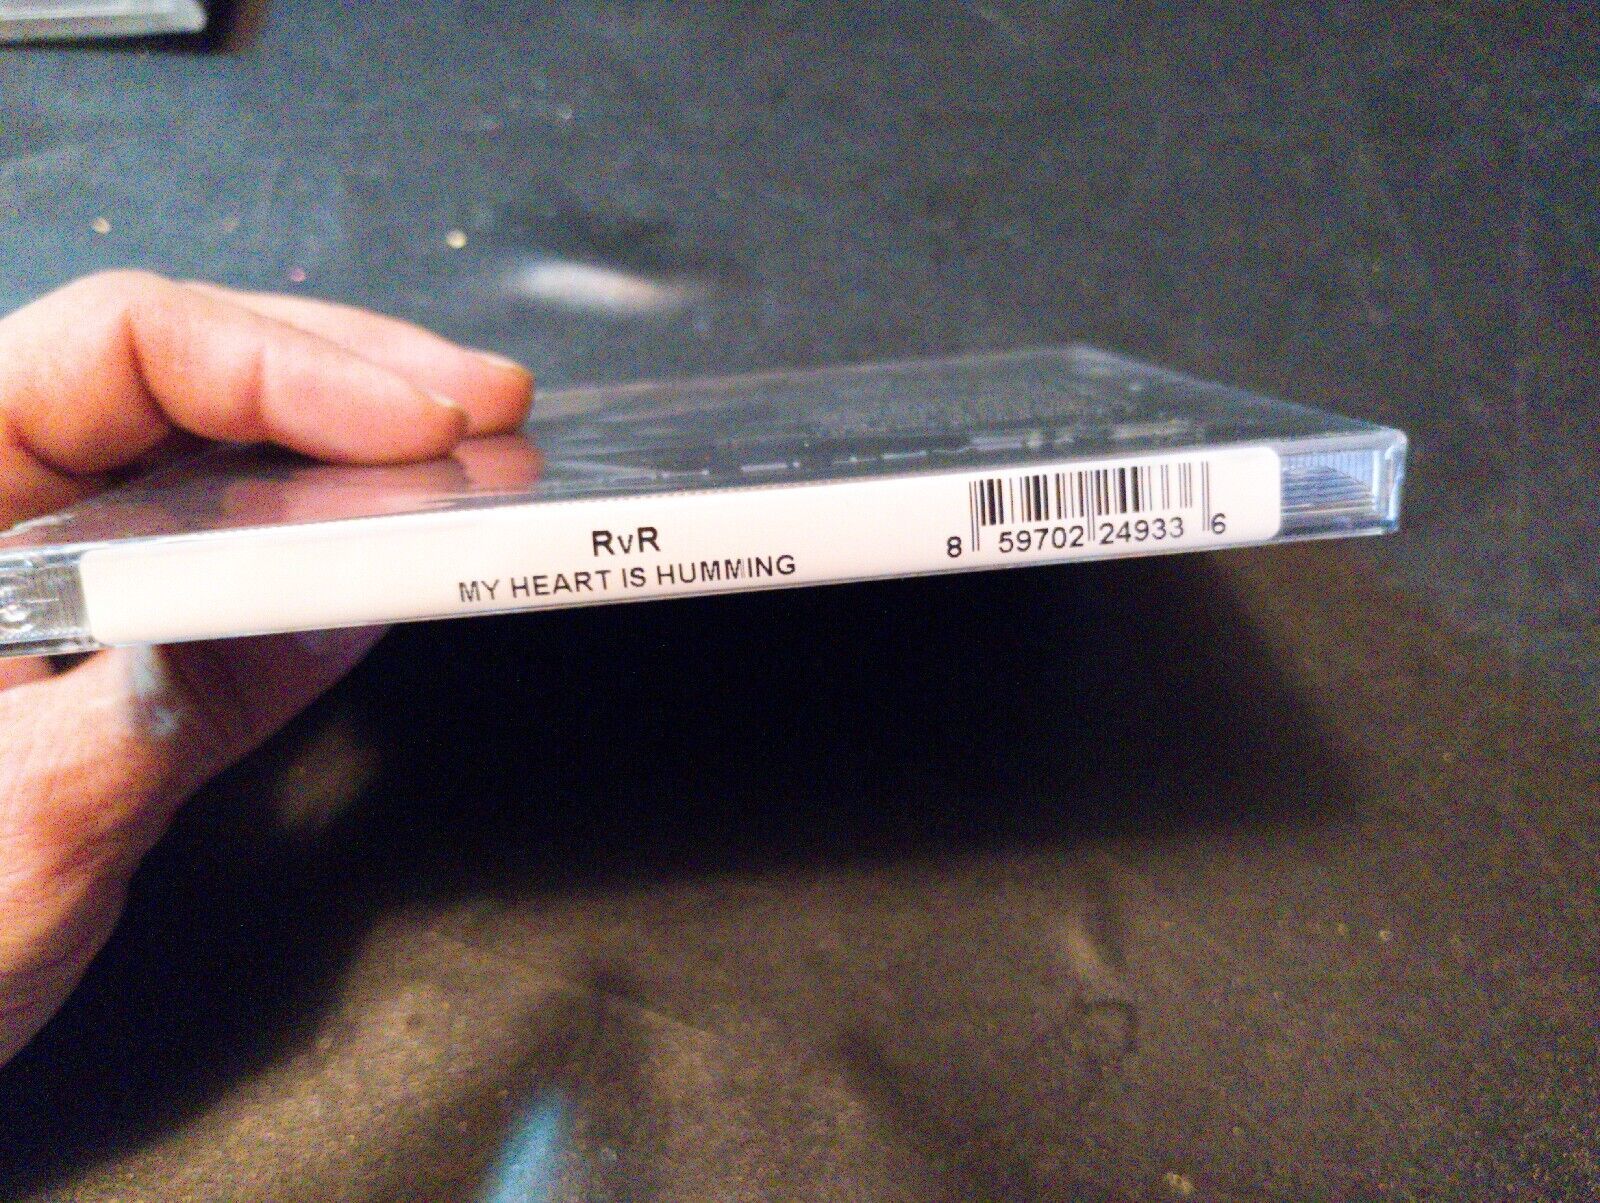 RvR
MY HEART IS HUMMING
8 59702 24933 6